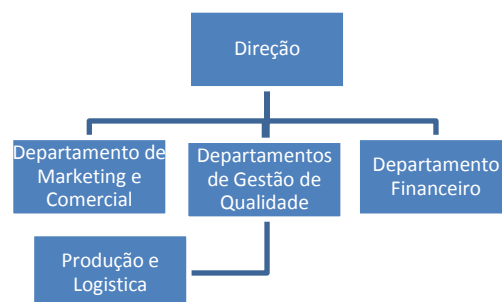 Direção
Departamento de
Marketing e
Comercial
Departamentos
de Gestão de
Qualidade
Departamento
Financeiro
Produção e
Logistica